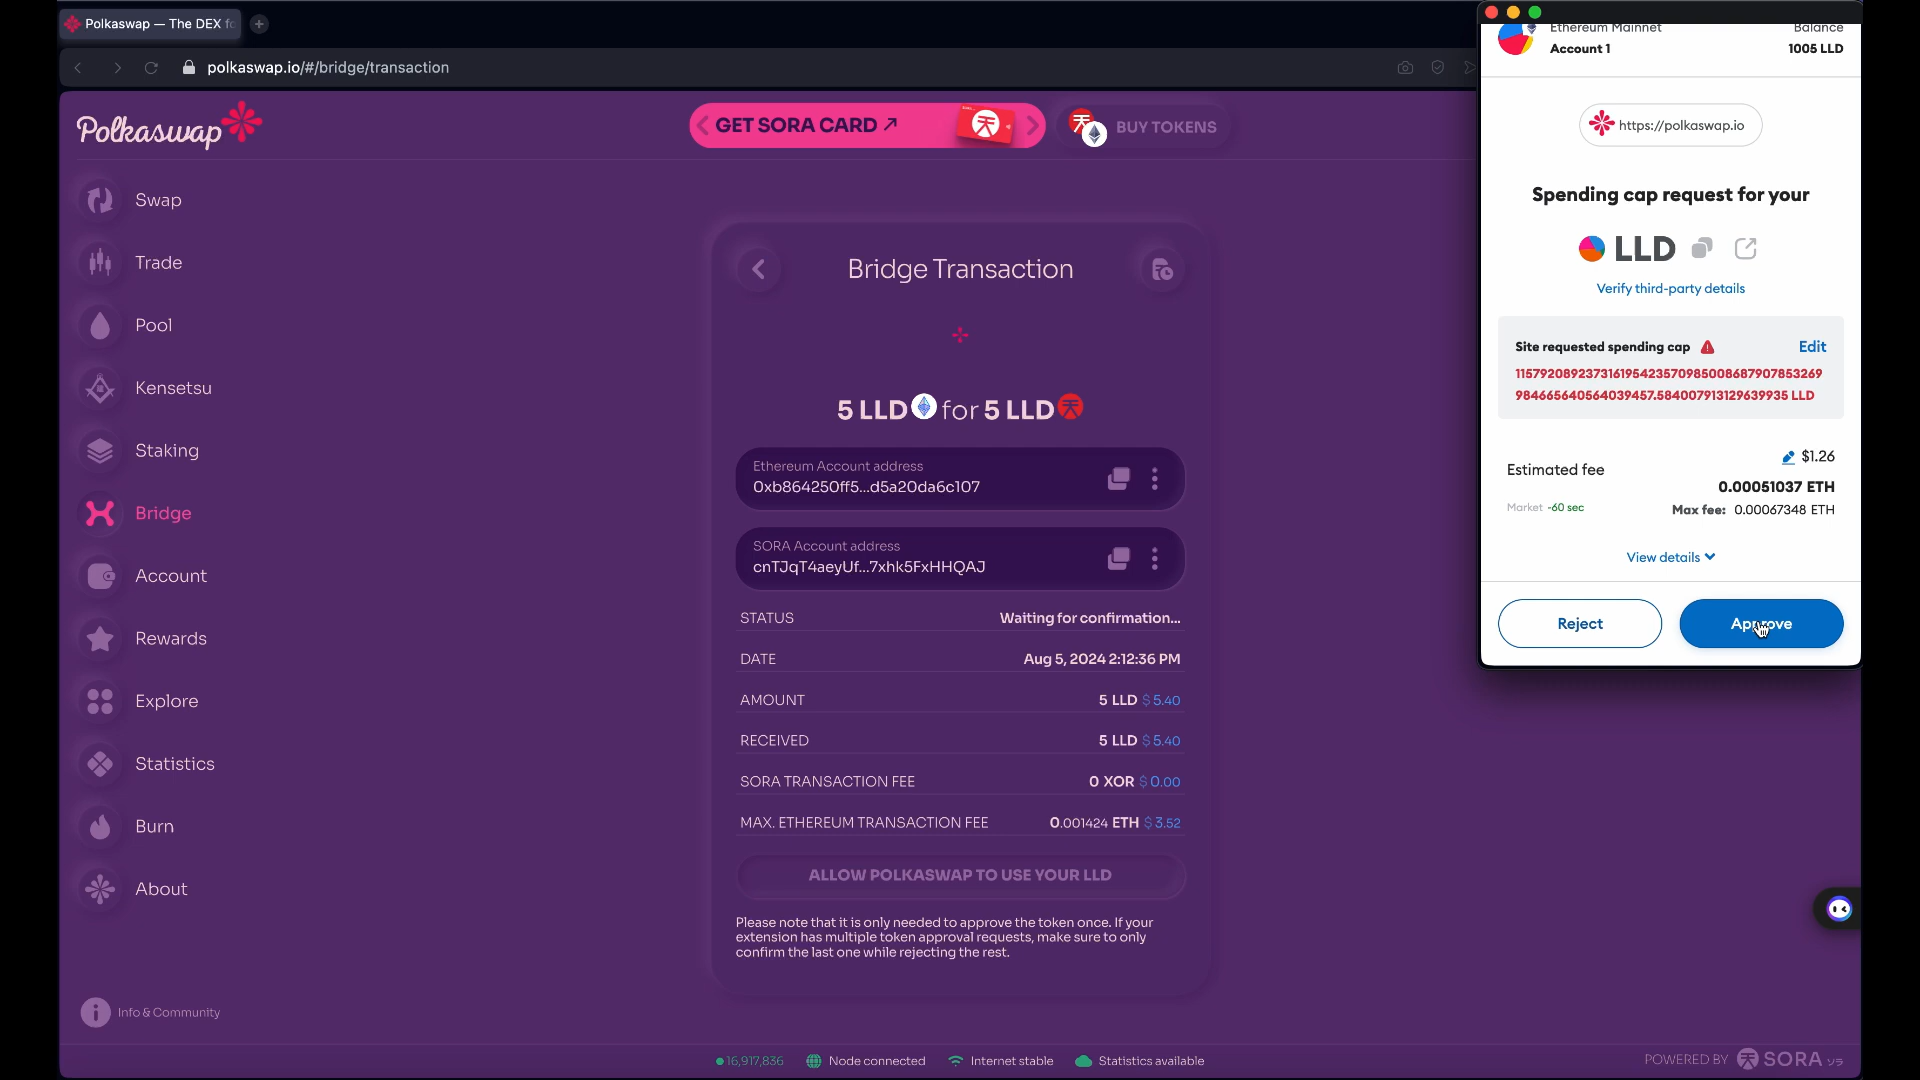 Polkaswap — The DEX fo
polkaswap.io/#/bridge/transaction
Polkaswap
GET SORA CARD ↗
BUY TOKENS
Swap
Trade
Pool
Kensetsu
Staking
Bridge
Account
Rewards
Explore
Statistics
Burn
About
Info & Community
Bridge Transaction
5 LLD for 5 LLD
Ethereum Account address
0xb864250ff5...d5a20da6c107
SORA Account address
cnTJqT4aeyUf...7xhk5FxHHQAJ
STATUS Waiting for confirmation...
DATE Aug 5, 2024 2:12:36 PM
AMOUNT 5 LLD $ 5.40
RECEIVED 5 LLD $ 5.40
SORA TRANSACTION FEE 0 XOR $ 0.00
MAX. ETHEREUM TRANSACTION FEE 0.001424 ETH $ 3.52
ALLOW POLKASWAP TO USE YOUR LLD
Please note that it is only needed to approve the token once. If your
extension has multiple token approval requests, make sure to only
confirm the last one while rejecting the rest.
16,917,836 Node connected Internet stable Statistics available
POWERED BY SORA ソラ
Ethereum Mainnet Balance
Account 1 1005 LLD
https://polkaswap.io
Spending cap request for your
LLD
Verify third-party details
Site requested spending cap Edit
115792089237316195423570985008687907853269
984665640564039457.584007913129639935 LLD
$1.26
Estimated fee
0.00051037 ETH
Market ~60 sec Max fee: 0.00067348 ETH
View details
Reject Approve